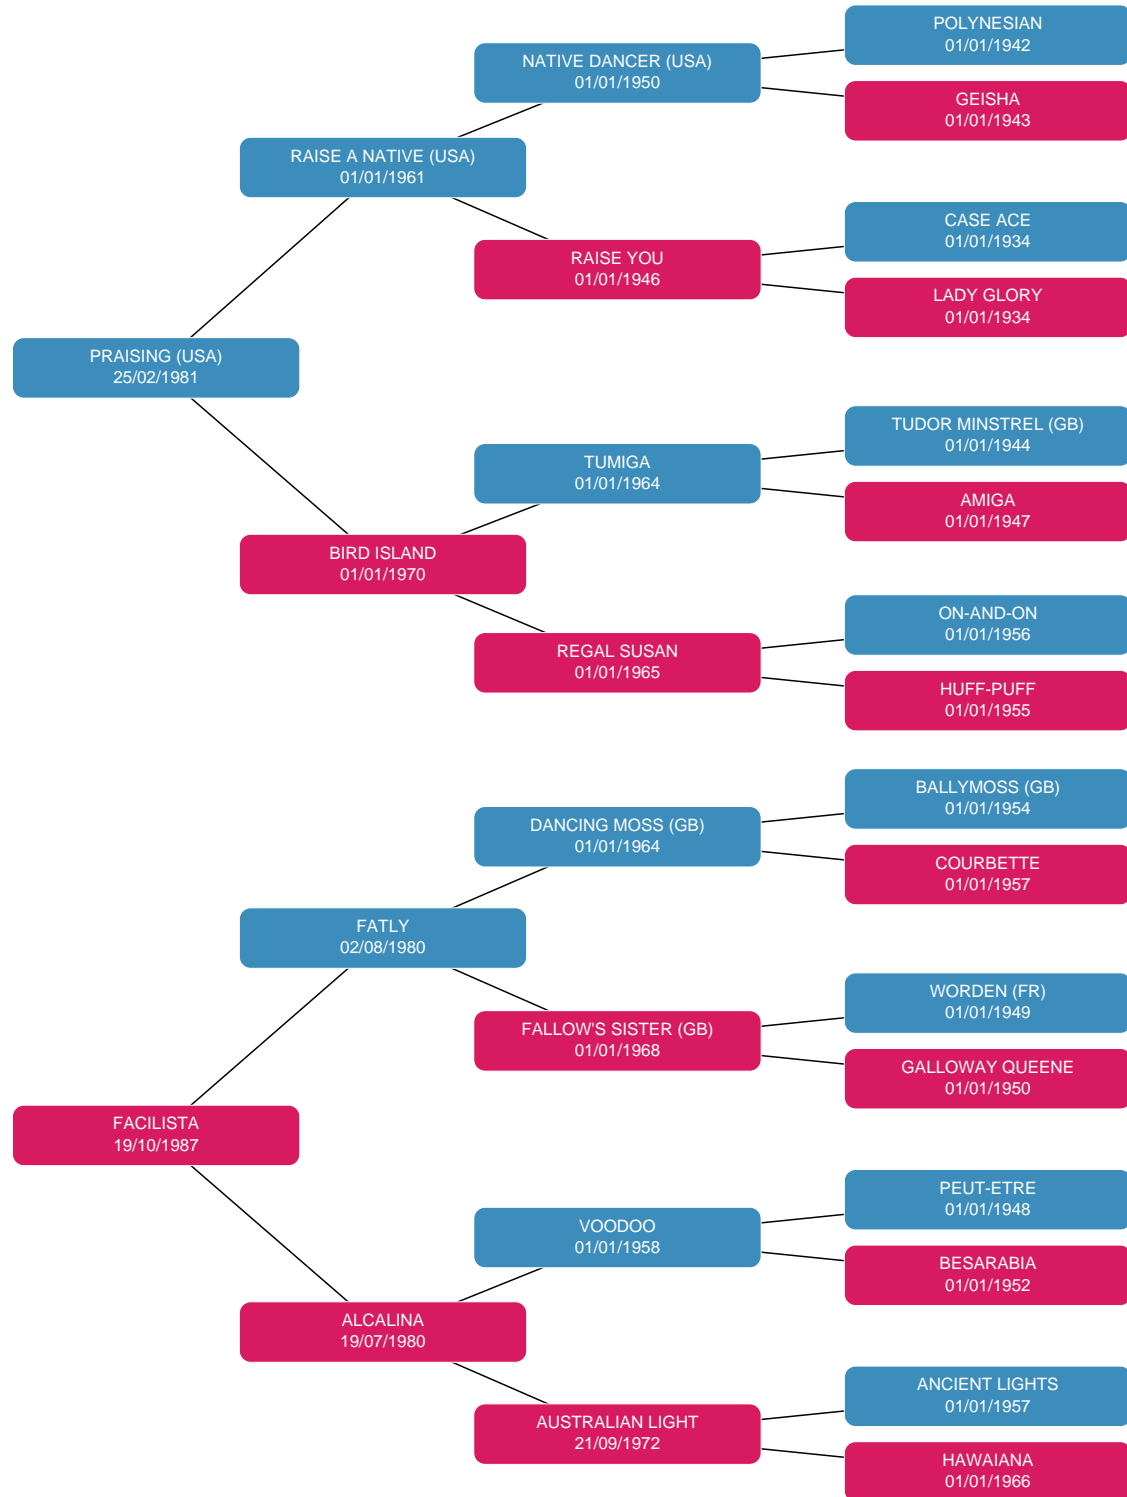 POLYNESIAN
01/01/1942
NATIVE DANCER (USA)
01/01/1950
GEISHA
01/01/1943
RAISE A NATIVE (USA)
01/01/1961
CASE ACE
01/01/1934
RAISE YOU
01/01/1946
LADY GLORY
01/01/1934
PRAISING (USA)
25/02/1981
TUDOR MINSTREL (GB)
01/01/1944
TUMIGA
01/01/1964
AMIGA
01/01/1947
BIRD ISLAND
01/01/1970
ON-AND-ON
01/01/1956
REGAL SUSAN
01/01/1965
HUFF-PUFF
01/01/1955
BALLYMOSS (GB)
01/01/1954
DANCING MOSS (GB)
01/01/1964
COURBETTE
01/01/1957
FATLY
02/08/1980
WORDEN (FR)
01/01/1949
FALLOW'S SISTER (GB)
01/01/1968
GALLOWAY QUEENE
01/01/1950
FACILISTA
19/10/1987
PEUT-ETRE
01/01/1948
VOODOO
01/01/1958
BESARABIA
01/01/1952
ALCALINA
19/07/1980
ANCIENT LIGHTS
01/01/1957
AUSTRALIAN LIGHT
21/09/1972
HAWAIANA
01/01/1966